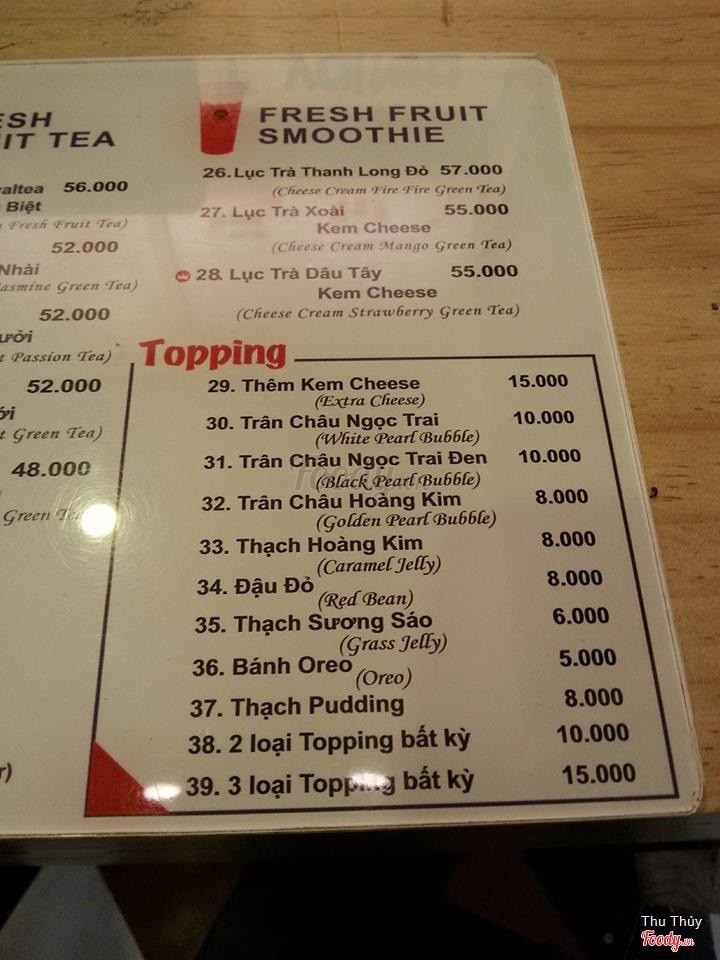 ESH
IT TEA
valtea 56.000
Biệt
Fresh Fruit Tea)
52.000
Nhài
asmine Green Tea)
52.000
ưởi
t Passion Tea)
52.000
ới
t Green Tea)
48.000
Green Tea
FRESH FRUIT
SMOOTHIE
26. Lục Trà Thanh Long Đỏ 57.000
(Cheese Cream Fire Fire Green Tea)
27. Lục Trà Xoài 55.000
Kem Cheese
(Cheese Cream Mango Green Tea)
28. Lục Trà Dâu Tây 55.000
Kem Cheese
(Cheese Cream Strawberry Green Tea)
Topping
29. Thêm Kem Cheese 15.000
(Extra Cheese)
30. Trân Châu Ngọc Trai 10.000
(White Pearl Bubble)
31. Trân Châu Ngọc Trai Đen 10.000
(Black Pearl Bubble)
32. Trân Châu Hoàng Kim 8.000
(Golden Pearl Bubble)
33. Thạch Hoàng Kim 8.000
(Caramel Jelly)
34. Đậu Đỏ 8.000
(Red Bean)
35. Thạch Sương Sáo 6.000
(Grass Jelly)
36. Bánh Oreo 5.000
(Oreo)
37. Thạch Pudding 8.000
38. 2 loại Topping bất kỳ 10.000
39. 3 loại Topping bất kỳ 15.000
r)
Thu Thủy
Foody.vn